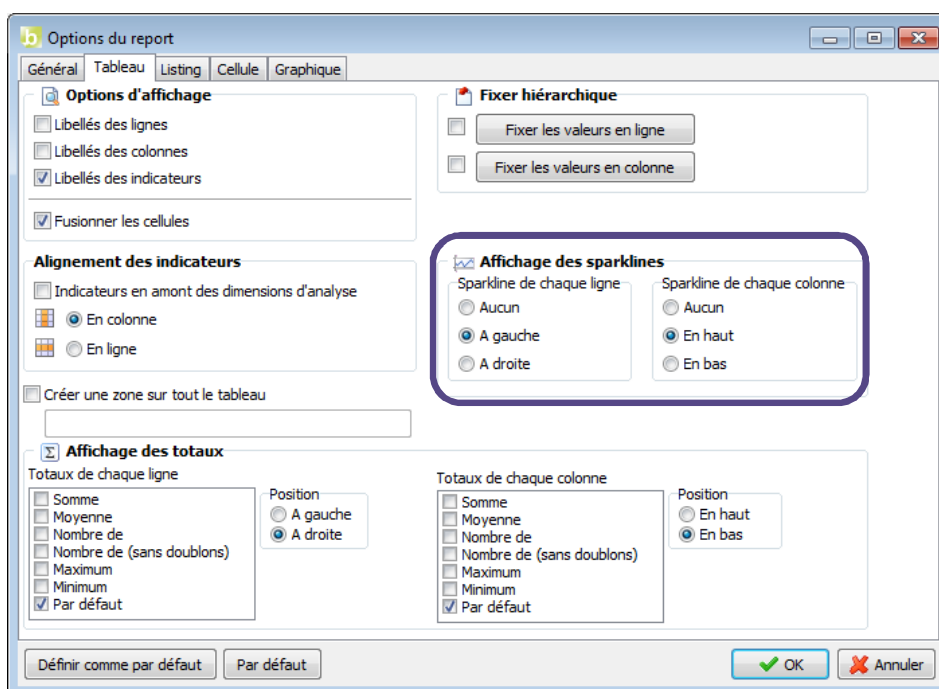 Options du report
Général Tableau Listing Cellule Graphique
Options d'affichage
Libellés des lignes
Libellés des colonnes
Libellés des indicateurs
Fusionner les cellules
Fixer hiérarchique
Fixer les valeurs en ligne
Fixer les valeurs en colonne
Alignement des indicateurs
Indicateurs en amont des dimensions d'analyse
En colonne
En ligne
Affichage des sparklines
Sparkline de chaque ligne
Aucun
A gauche
A droite
Sparkline de chaque colonne
Aucun
En haut
En bas
Créer une zone sur tout le tableau
Σ Affichage des totaux
Totaux de chaque ligne
Somme
Moyenne
Nombre de
Nombre de (sans doublons)
Maximum
Minimum
Par défaut
Position
A gauche
A droite
Totaux de chaque colonne
Somme
Moyenne
Nombre de
Nombre de (sans doublons)
Maximum
Minimum
Par défaut
Position
En haut
En bas
Définir comme par défaut Par défaut OK Annuler